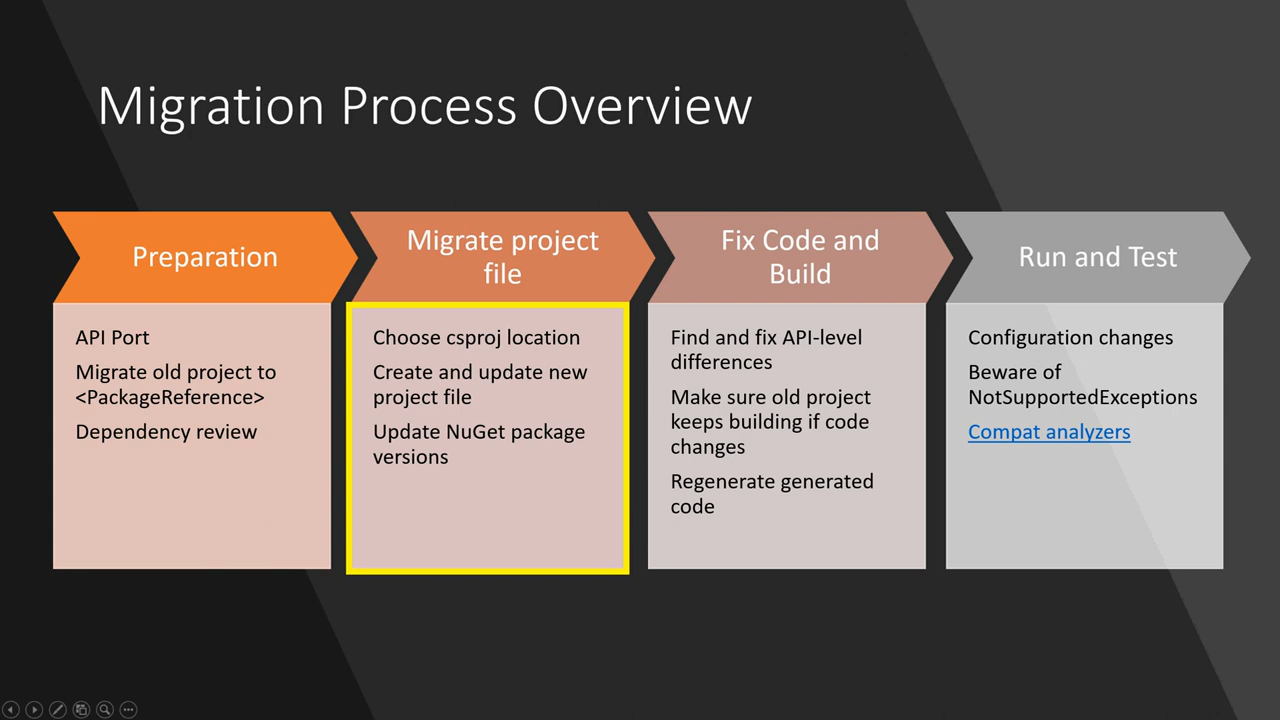 Migration Process Overview
Preparation
API Port
Migrate old project to
<PackageReference>
Dependency review
Migrate project
file
Choose csproj location
Create and update new
project file
Update NuGet package
versions
Fix Code and
Build
Find and fix API-level
differences
Make sure old project
keeps building if code
changes
Regenerate generated
code
Run and Test
Configuration changes
Beware of
NotSupportedExceptions
Compat analyzers